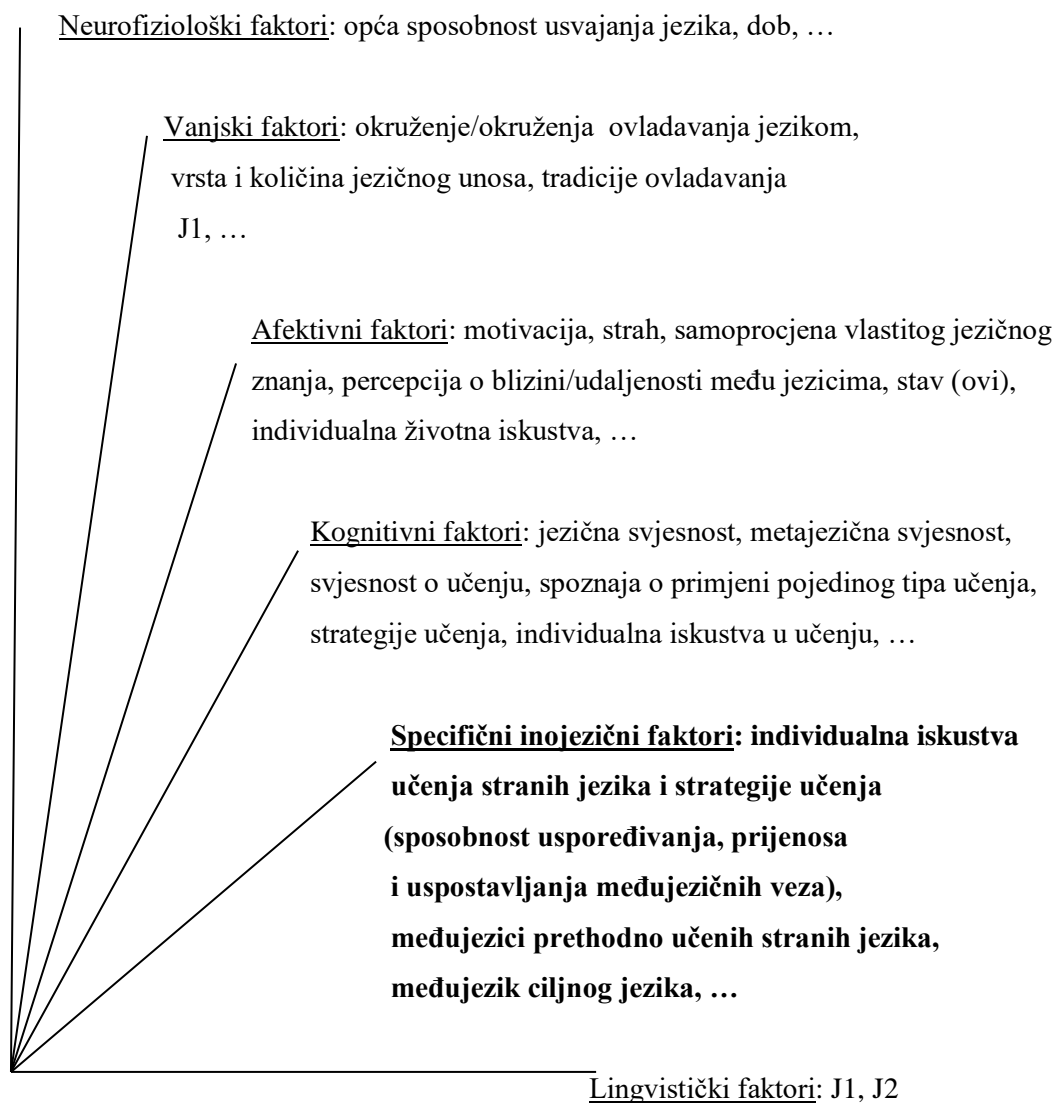 Neurofiziološki faktori: opća sposobnost usvajanja jezika, dob, …
Vanjski faktori: okruženje/okruženja ovladavanja jezikom,
vrsta i količina jezičnog unosa, tradicije ovladavanja
J1, …
Afektivni faktori: motivacija, strah, samoprocjena vlastitog jezičnog
znanja, percepcija o blizini/udaljenosti među jezicima, stav (ovi),
individualna životna iskustva, …
Kognitivni faktori: jezična svjesnost, metajezična svjesnost,
svjesnost o učenju, spoznaja o primjeni pojedinog tipa učenja,
strategije učenja, individualna iskustva u učenju, …
Specifični inojezični faktori: individualna iskustva
učenja stranih jezika i strategije učenja
(sposobnost uspoređivanja, prijenosa
i uspostavljanja međujezičnih veza),
međujezici prethodno učenih stranih jezika,
međujezik ciljnog jezika, …
Lingvistički faktori: J1, J2